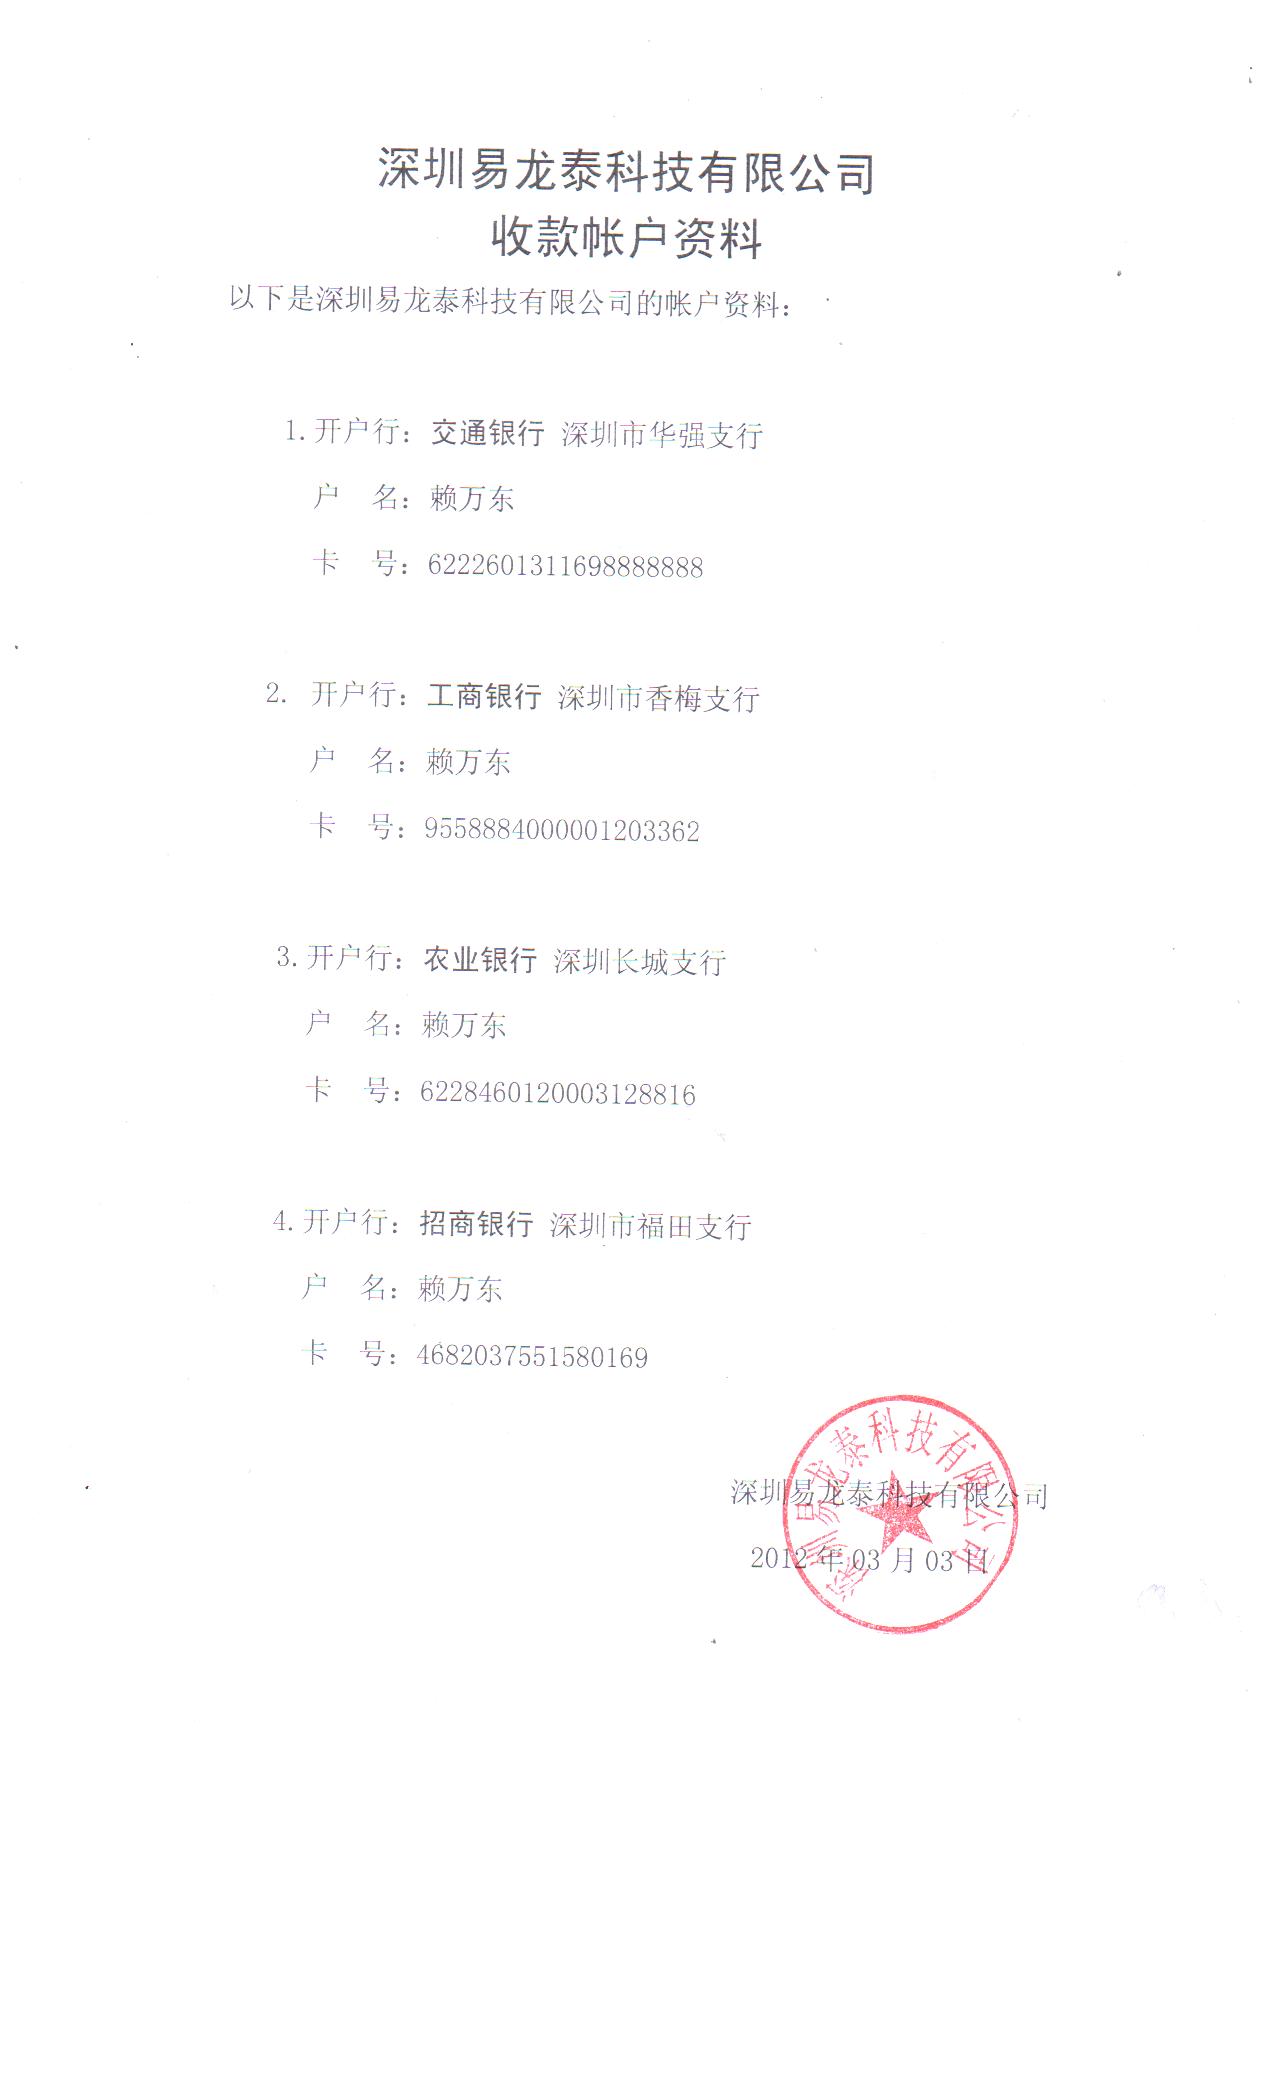 深圳易龙泰科技有限公司
收款帐户资料
以下是深圳易龙泰科技有限公司的帐户资料：
1.开户行：交通银行 深圳市华强支行
户 名：赖万东
卡 号：6222601311698888888
2. 开户行：工商银行 深圳市香梅支行
户 名：赖万东
卡 号：9558884000001203362
3.开户行：农业银行 深圳长城支行
户 名：赖万东
卡 号：6228460120003128816
4.开户行：招商银行 深圳市福田支行
户 名：赖万东
卡 号：4682037551580169
深圳易龙泰科技有限公司
2012 年 03 月 03 日
深圳易龙泰科技有限公司